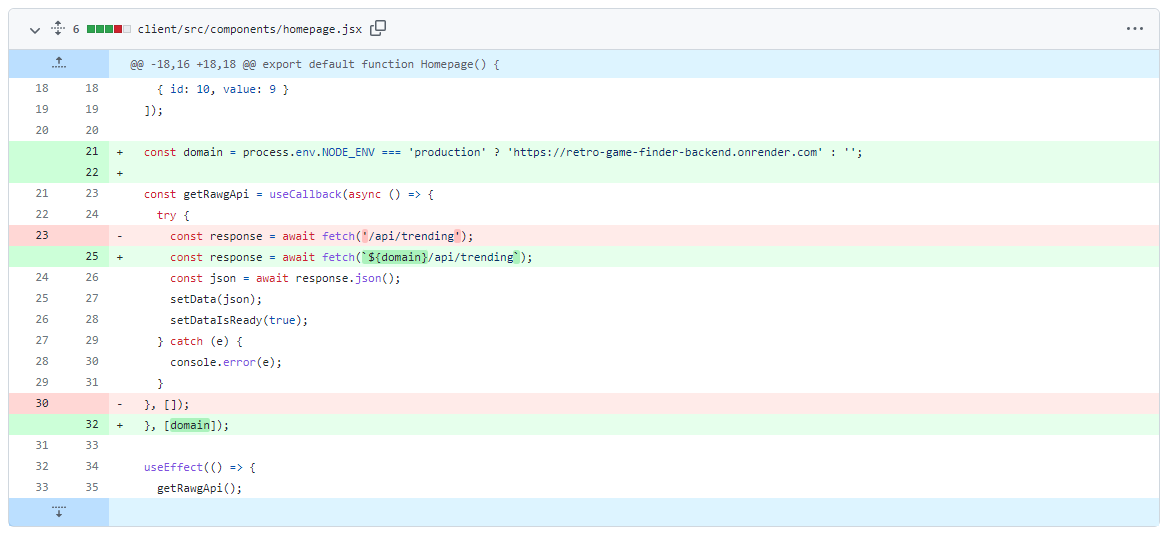 6 client/src/components/homepage.jsx
@@ -18,16 +18,18 @@ export default function Homepage() {
18 18 { id: 10, value: 9 }
19 19 ]);
20 20
21 + const domain = process.env.NODE_ENV === 'production' ? 'https://retro-game-finder-backend.onrender.com' : '';
22 +
21 23 const getRawgApi = useCallback(async () => {
22 24 try {
23 - const response = await fetch('/api/trending');
25 + const response = await fetch(`${domain}/api/trending`);
24 26 const json = await response.json();
25 27 setData(json);
26 28 setDataIsReady(true);
27 29 } catch (e) {
28 30 console.error(e);
29 31 }
30 - }, []);
32 + }, [domain]);
31 33
32 34 useEffect(() => {
33 35 getRawgApi();